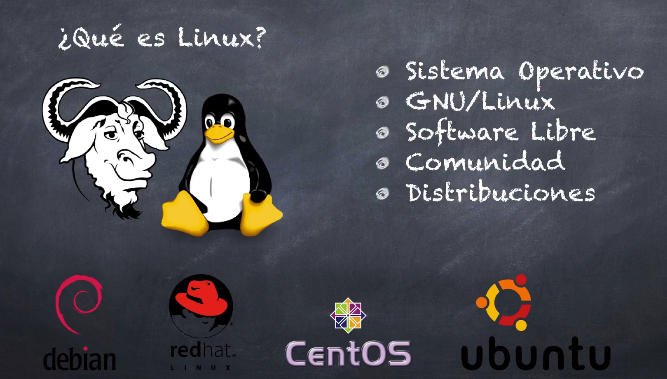 ¿Qué es Linux?
Sistema Operativo
GNU/Linux
Software Libre
Comunidad
Distribuciones
debian
redhat.
LINUX
CentOS
ubuntu